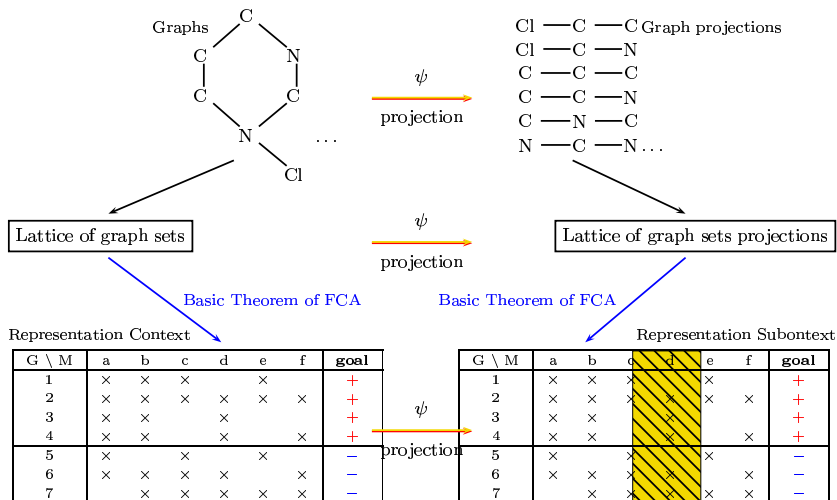 Graphs
C
C N
C C
N
Cl
...
ψ
projection
Cl C C Graph projections
Cl C N
C C C
C C N
C N C
N C N ...
Lattice of graph sets
ψ
projection
Lattice of graph sets projections
Basic Theorem of FCA
Basic Theorem of FCA
Representation Context
G \ M a b c d e f goal
1 × × × × +
2 × × × × × × +
3 × × × +
4 × × × × +
5 × × × −
6 × × × × × −
7 × × × × × −
ψ
projection
Representation Subontext
G \ M a b c d e f goal
1 × × × × +
2 × × × × × × +
3 × × × +
4 × × × × +
5 × × × −
6 × × × × × −
7 × × × × × −